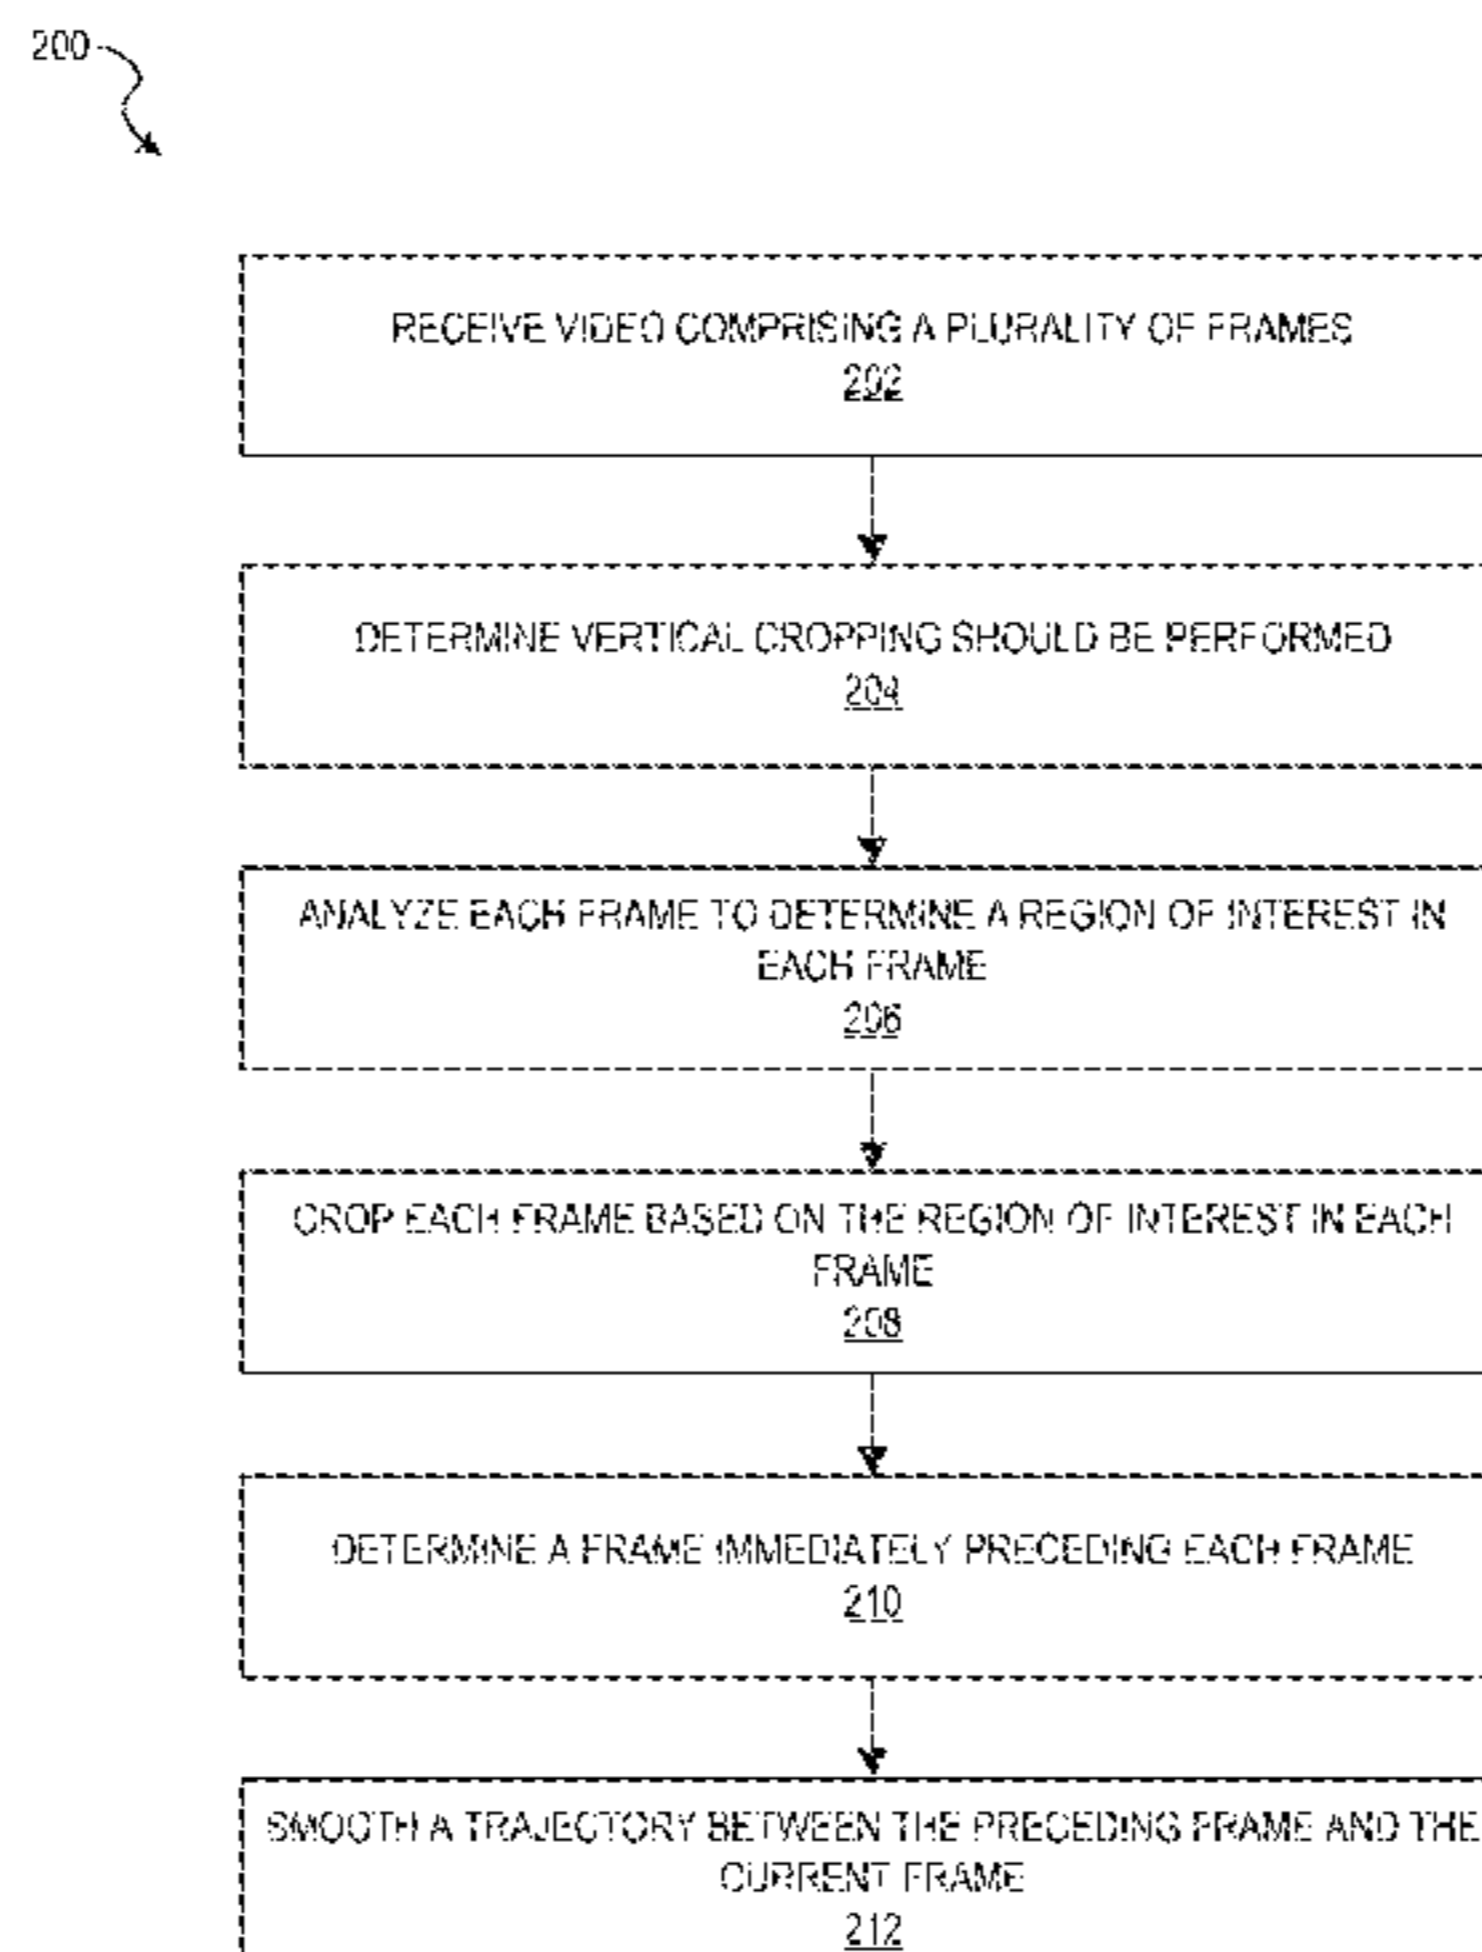 200
RECEIVE VIDEO COMPRISING A PLURALITY OF FRAMES
202
DETERMINE VERTICAL CROPPING SHOULD BE PERFORMED
204
ANALYZE EACH FRAME TO DETERMINE A REGION OF INTEREST IN
EACH FRAME
206
CROP EACH FRAME BASED ON THE REGION OF INTEREST IN EACH
FRAME
208
DETERMINE A FRAME IMMEDIATELY PRECEDING EACH FRAME
210
SMOOTH A TRAJECTORY BETWEEN THE PRECEDING FRAME AND THE
CURRENT FRAME
212